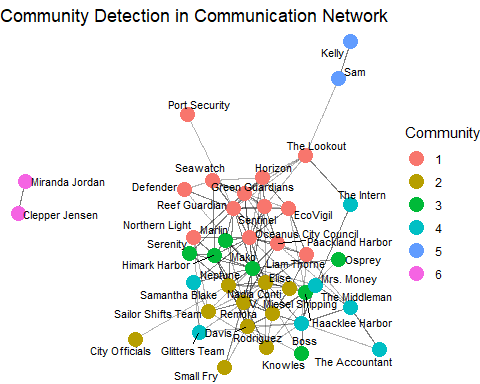 Community Detection in Communication Network
Kelly
Sam
Port Security
The Lookout
Community
1
2
3
4
5
6
Seawatch
Horizon
Miranda Jordan
Defender
Green Guardians
The Intern
Clepper Jensen
Reef Guardian
Sentinel
EcoVigil
Northern Light
Marlin
Oceanus City Council
Serenity
Paackland Harbor
Himark Harbor
Mako
Liam Thorne
Osprey
Neptune
Elise
Mrs. Money
Samantha Blake
Nadia Conti
The Middleman
Sailor Shifts Team
Remora
V. Miesel Shipping
Haacklee Harbor
Davis
Rodriguez
City Officials
Glitters Team
Boss
Small Fry
Knowles
The Accountant